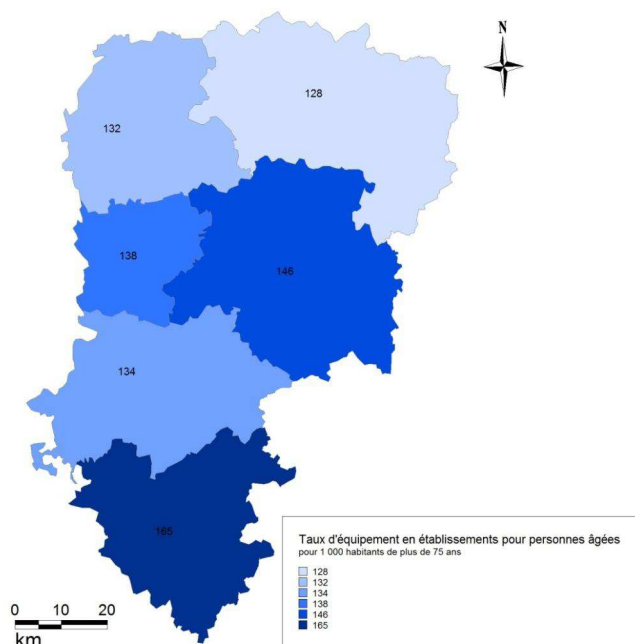 N
128
132
138
146
134
165
Taux d'équipement en établissements pour personnes âgées
pour 1 000 habitants de plus de 75 ans
128
132
134
138
146
165
0 10 20
km